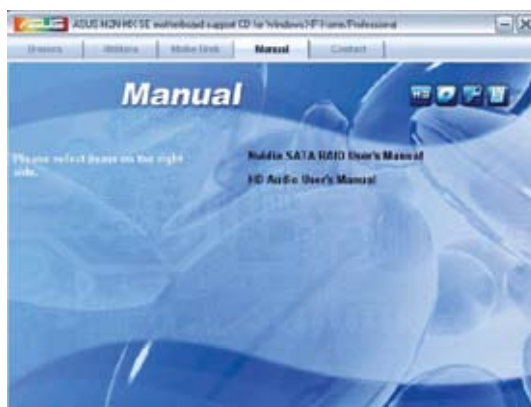 ASUS M2N-MX SE motherboard support CD for Windows XP Home/Professional
Drivers Utilities Make Disk Manual Contact
Manual
Please select items on the right
side.
Nvidia SATA RAID User's Manual
HD Audio User's Manual